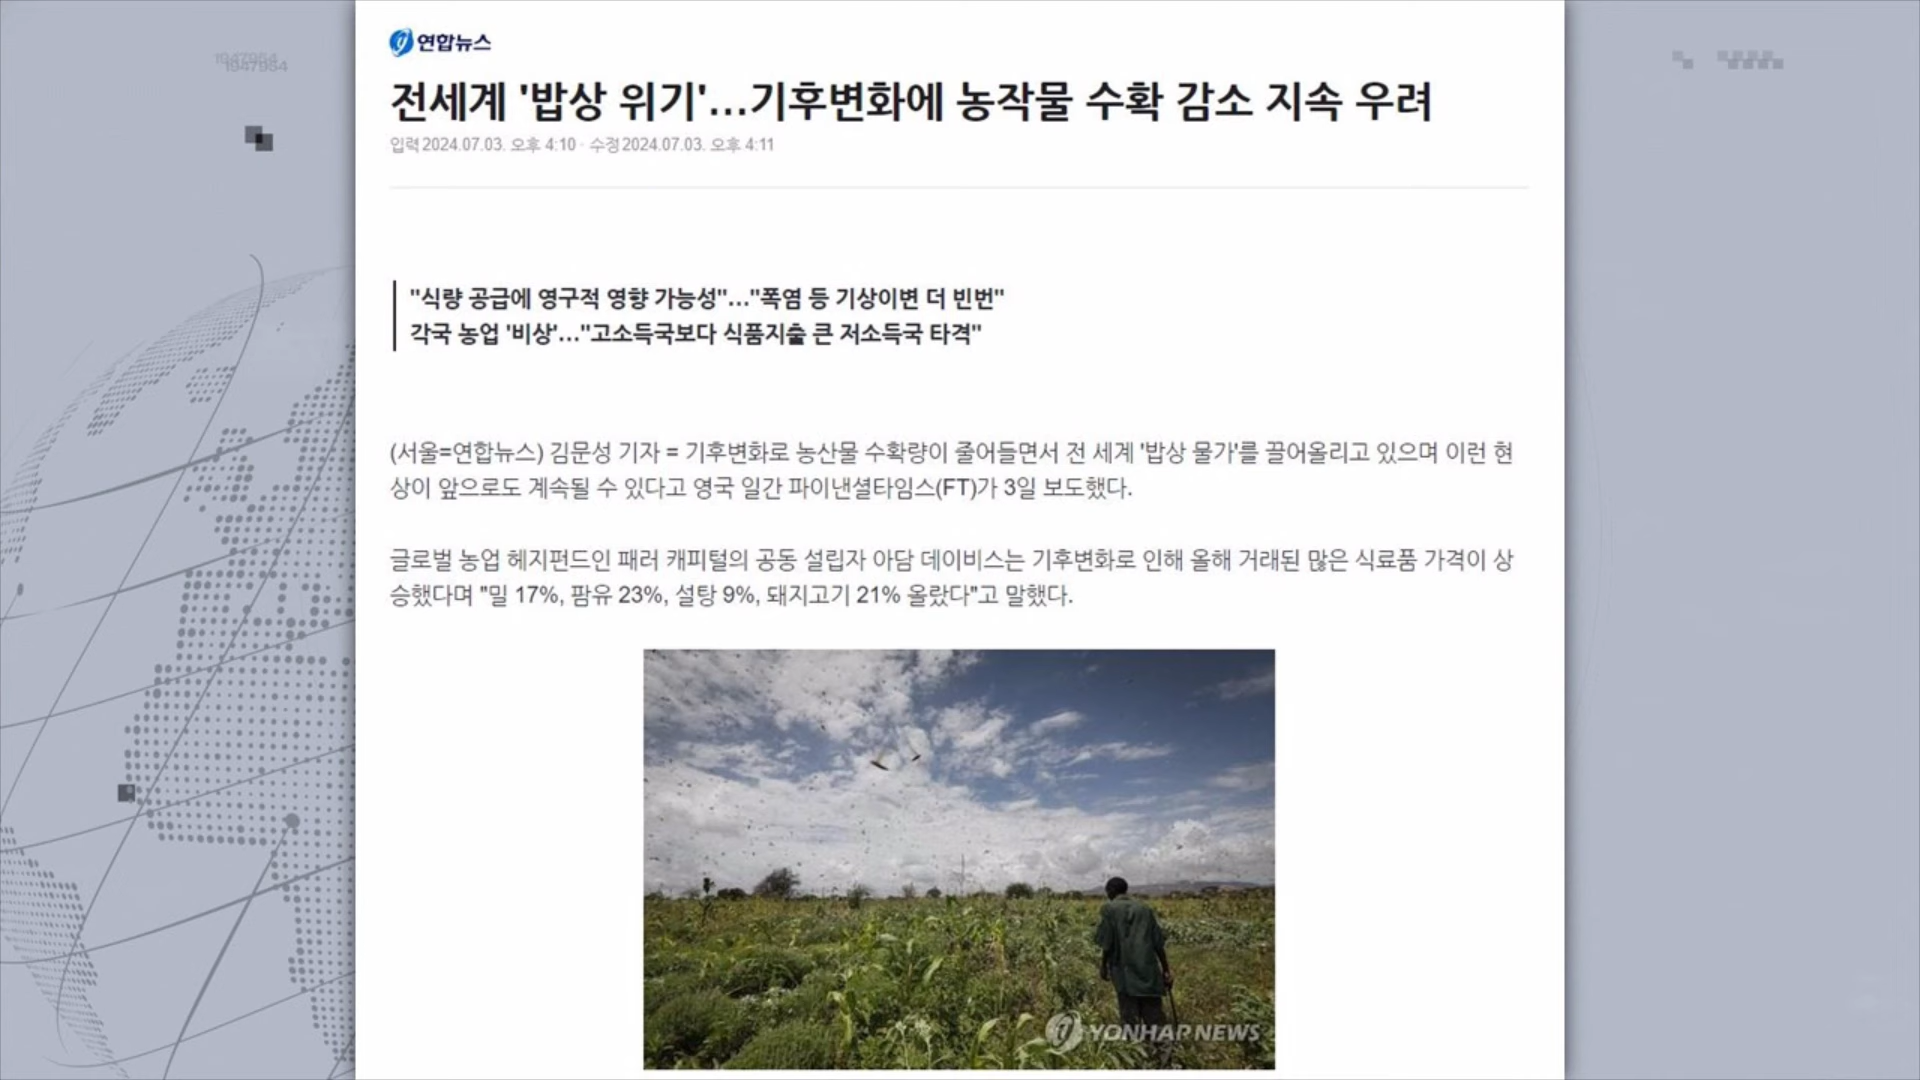 1947954
1947954
연합뉴스
전세계 '밥상 위기'...기후변화에 농작물 수확 감소 지속 우려
입력 2024.07.03. 오후 4:10 · 수정 2024.07.03. 오후 4:11
"식량 공급에 영구적 영향 가능성"..."폭염 등 기상이변 더 빈번"
각국 농업 '비상'..."고소득국보다 식품지출 큰 저소득국 타격"
(서울=연합뉴스) 김문성 기자 = 기후변화로 농산물 수확량이 줄어들면서 전 세계 '밥상 물가'를 끌어올리고 있으며 이런 현
상이 앞으로도 계속될 수 있다고 영국 일간 파이낸셜타임스(FT)가 3일 보도했다.
글로벌 농업 헤지펀드인 패러 캐피털의 공동 설립자 아담 데이비스는 기후변화로 인해 올해 거래된 많은 식료품 가격이 상
승했다며 "밀 17%, 팜유 23%, 설탕 9%, 돼지고기 21% 올랐다"고 말했다.
YONHAP NEWS